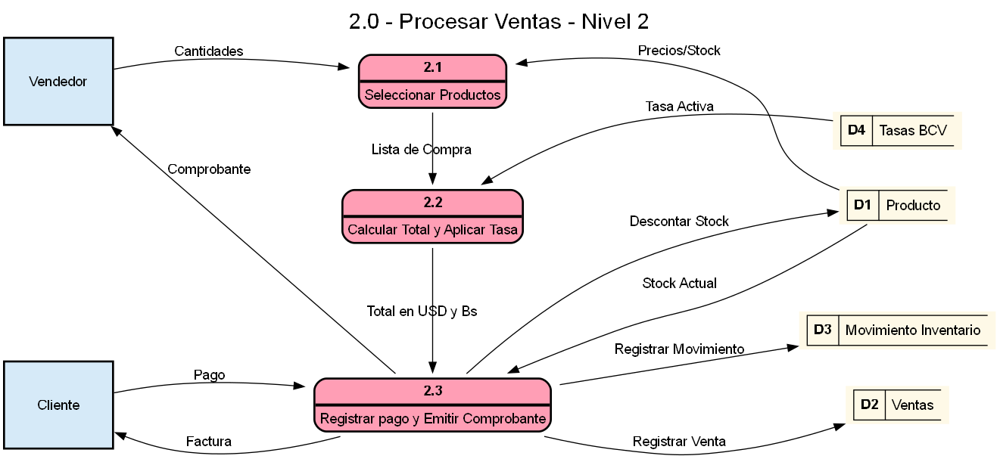 2.0 - Procesar Ventas - Nivel 2
Cantidades
Precios/Stock
Vendedor
2.1
Seleccionar Productos
Tasa Activa
D4 Tasas BCV
Lista de Compra
Comprobante
2.2
Calcular Total y Aplicar Tasa
D1 Producto
Descontar Stock
Stock Actual
Total en USD y Bs
D3 Movimiento Inventario
Registrar Movimiento
Pago
Cliente
2.3
Registrar pago y Emitir Comprobante
D2 Ventas
Factura
Registrar Venta